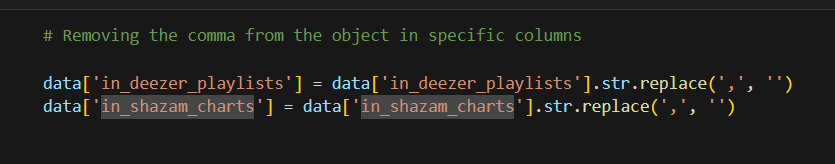 # Removing the comma from the object in specific columns
data['in_deezer_playlists'] = data['in_deezer_playlists'].str.replace(',', '')
data['in_shazam_charts'] = data['in_shazam_charts'].str.replace(',', '')